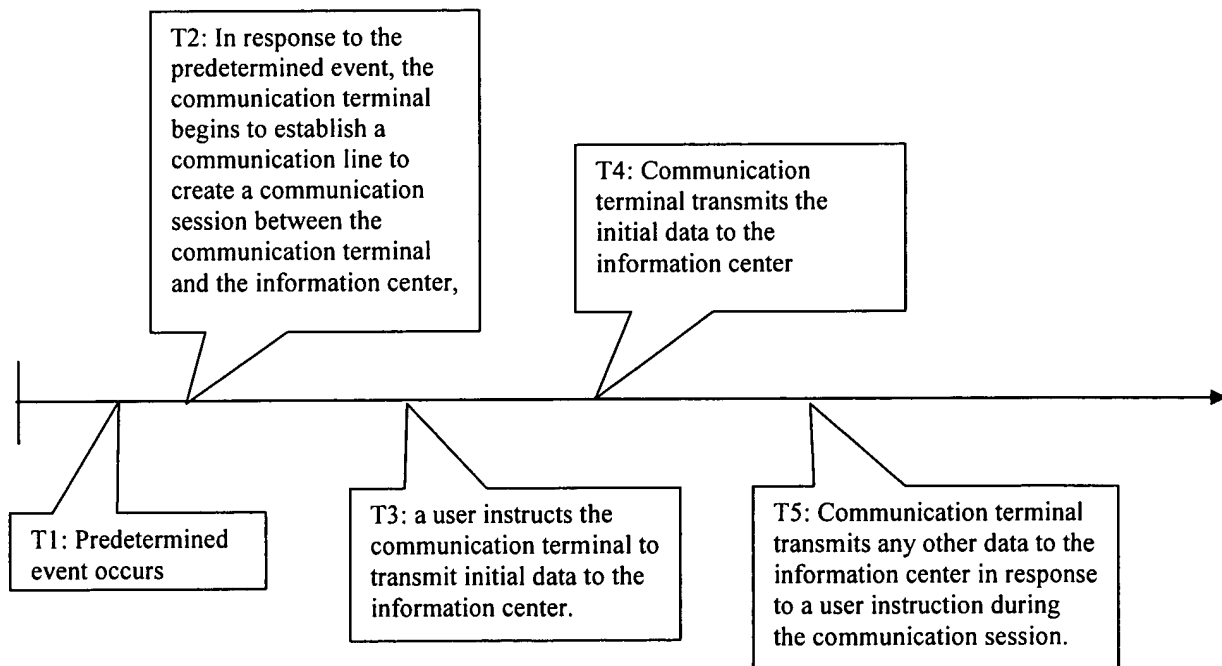 T2: In response to the
predetermined event, the
communication terminal
begins to establish a
communication line to
create a communication
session between the
communication terminal
and the information center,
T4: Communication
terminal transmits the
initial data to the
information center
T1: Predetermined
event occurs
T3: a user instructs the
communication terminal to
transmit initial data to the
information center.
T5: Communication terminal
transmits any other data to the
information center in response
to a user instruction during
the communication session.